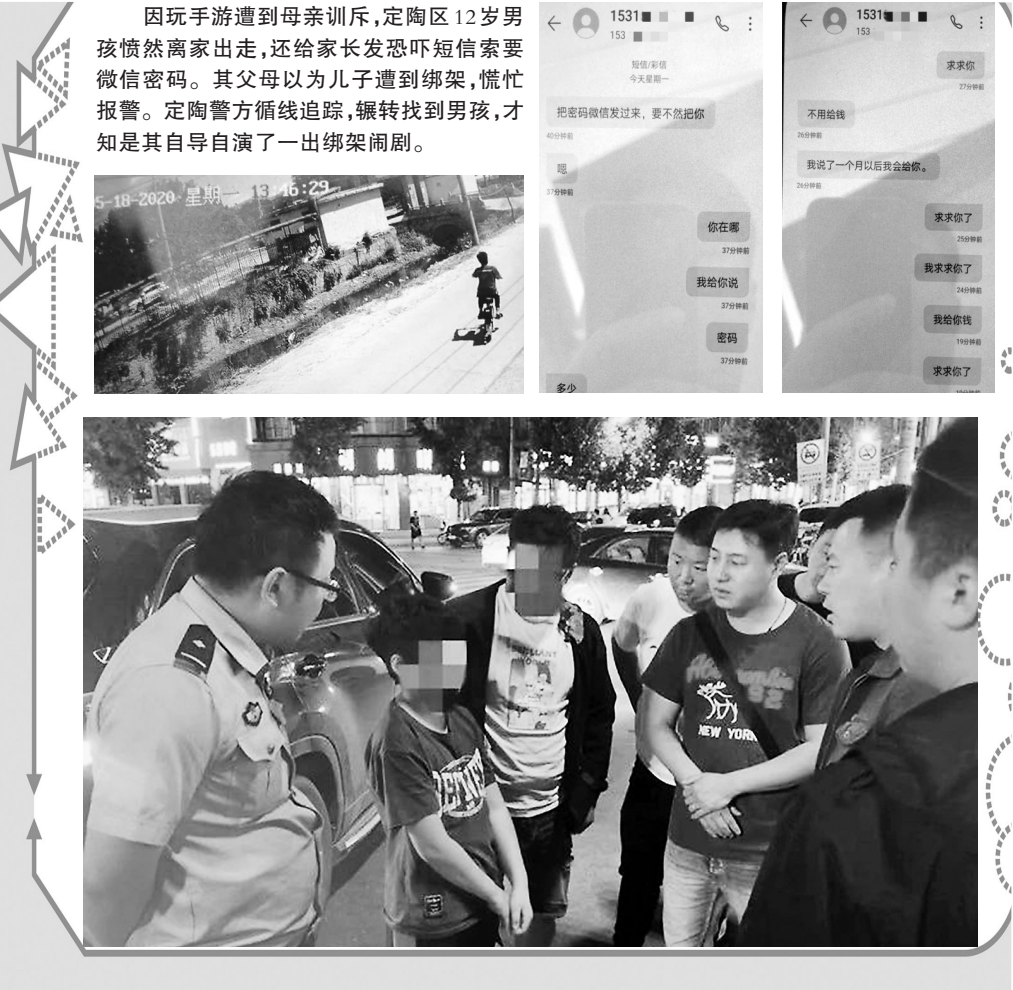 因玩手游遭到母亲训斥,定陶区12岁男
孩愤然离家出走,还给家长发恐吓短信索要
微信密码。其父母以为儿子遭到绑架,慌忙
报警。定陶警方循线追踪,辗转找到男孩,才
知是其自导自演了一出绑架闹剧。
5-18-2020 星期一 13:46:29
1531
153
短信/彩信
今天星期一
把密码微信发过来，要不然把你
40分钟前
嗯
37分钟前
你在哪
37分钟前
我给你说
37分钟前
密码
37分钟前
多少
1531
153
求求你
27分钟前
不用给钱
26分钟前
我说了一个月以后我会给你。
26分钟前
求求你了
25分钟前
我求求你了
24分钟前
我给你钱
19分钟前
求求你了
NEW YORK